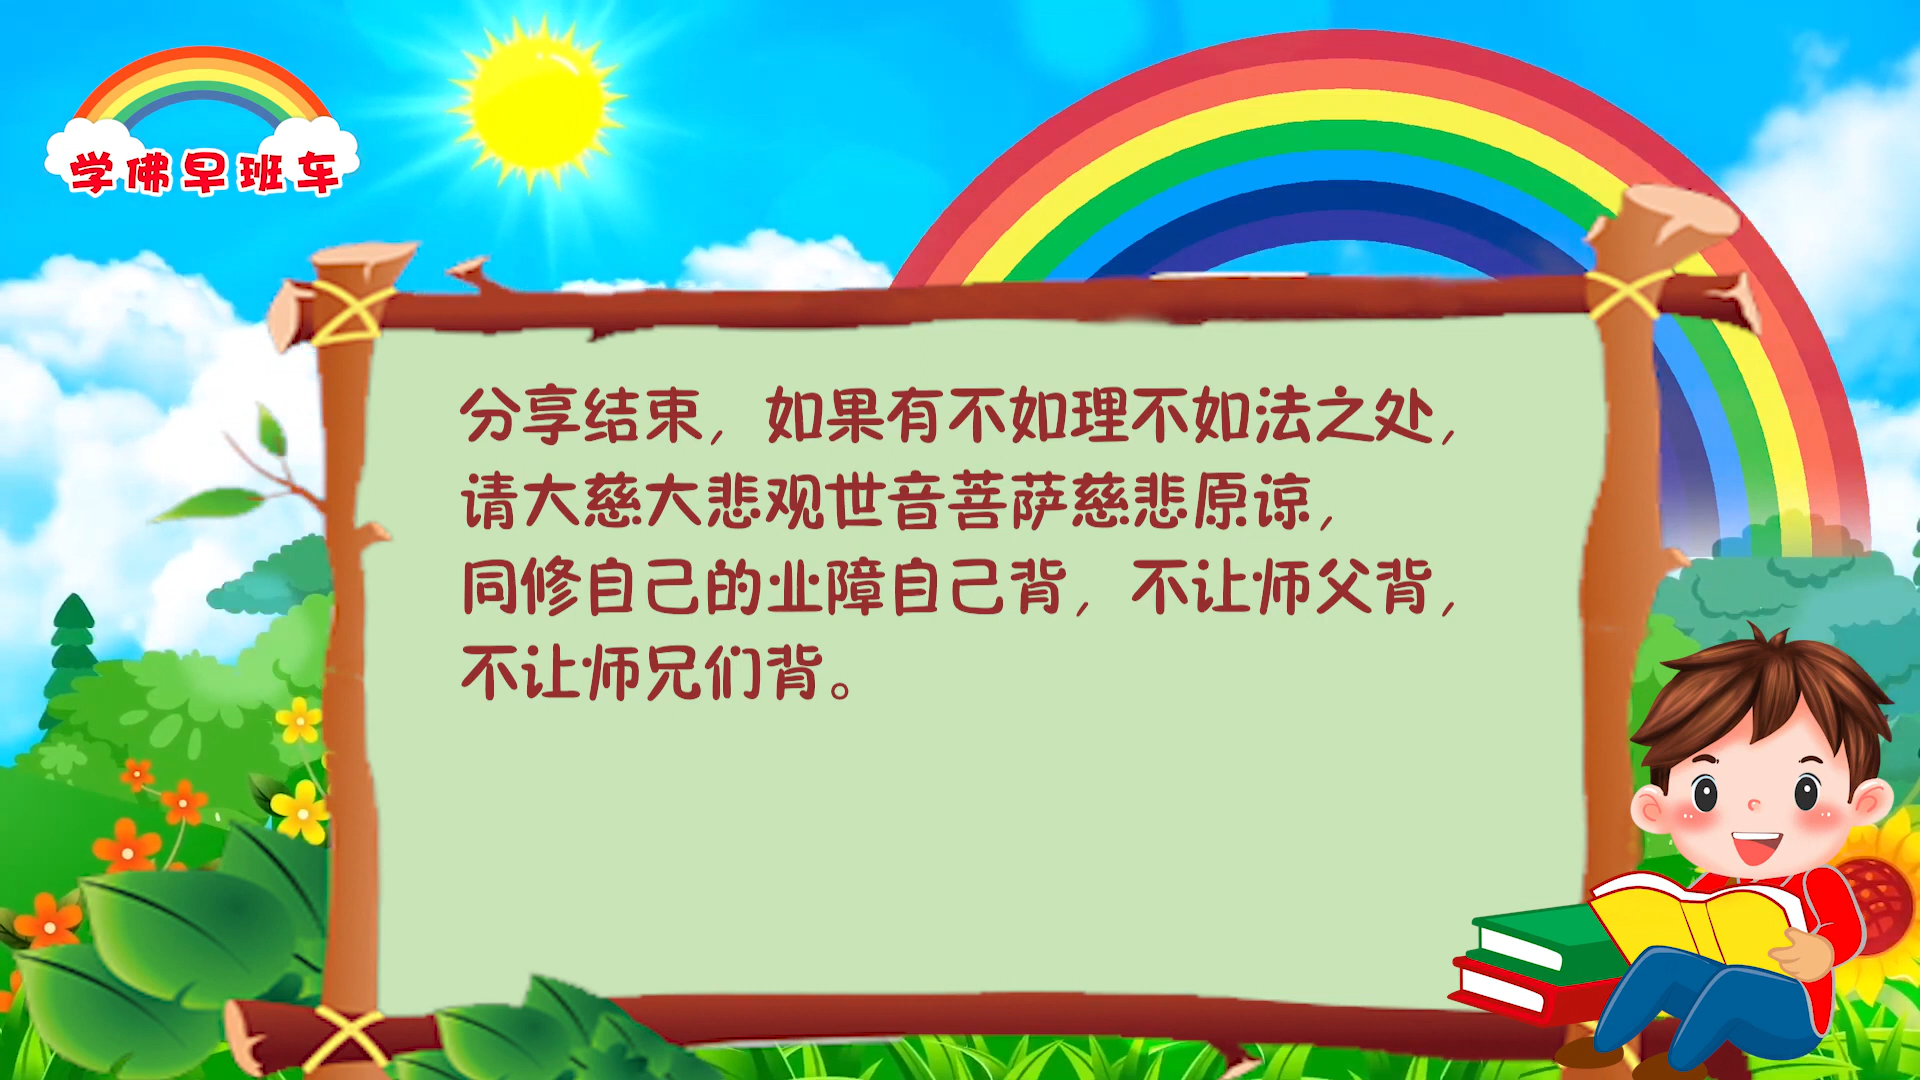 学佛早班车
分享结束，如果有不如理不如法之处，
请大慈大悲观世音菩萨慈悲原谅，
同修自己的业障自己背，不让师父背，
不让师兄们背。